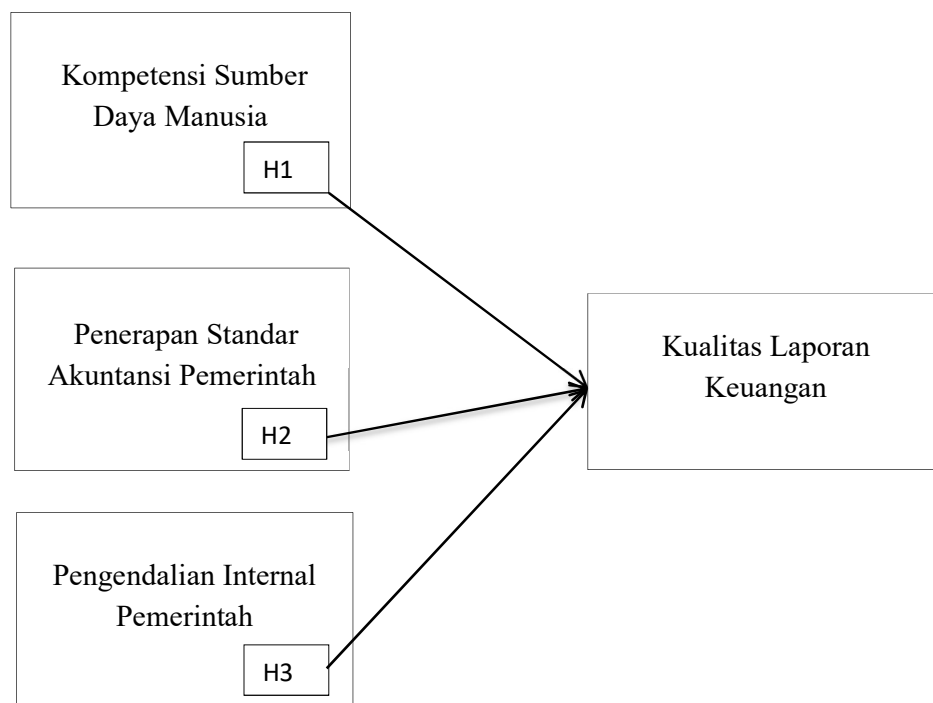 Kompetensi Sumber
Daya Manusia
H1
Penerapan Standar
Akuntansi Pemerintah
H2
Pengendalian Internal
Pemerintah
H3
Kualitas Laporan
Keuangan